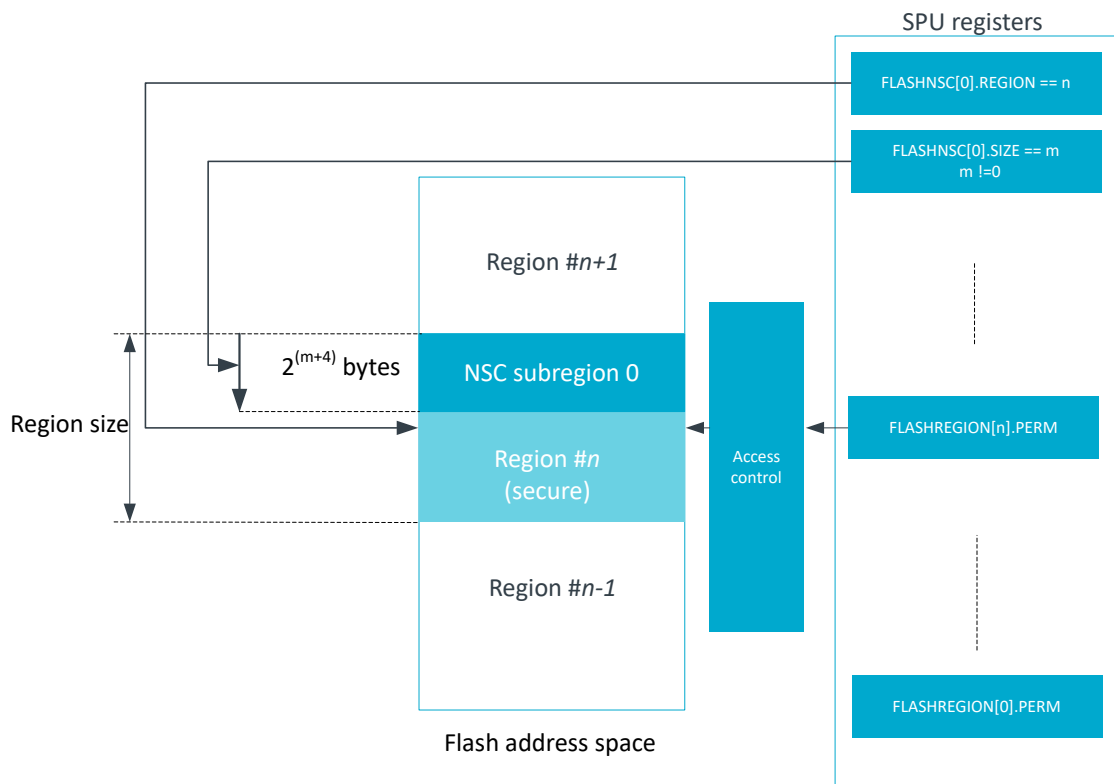 SPU registers
FLASHNSC[0].REGION == n
FLASHNSC[0].SIZE == m
m !=0
Region #n+1
2^(m+4) bytes
NSC subregion 0
Region size
FLASHREGION[n].PERM
Region #n
(secure)
Access
control
Region #n-1
FLASHREGION[0].PERM
Flash address space